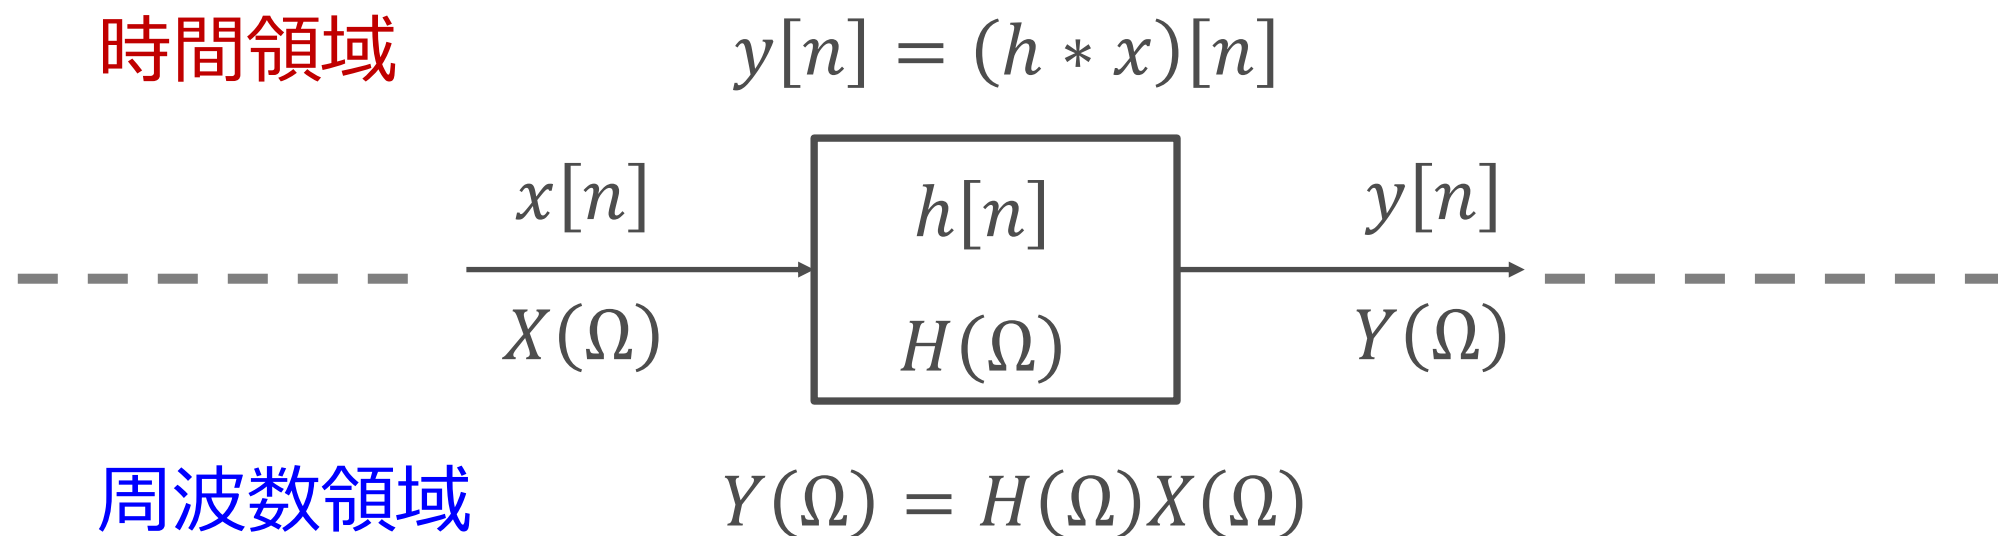 時間領域
y[n] = (h * x)[n]
x[n]
h[n]
y[n]
X(Ω)
H(Ω)
Y(Ω)
周波数領域
Y(Ω) = H(Ω)X(Ω)